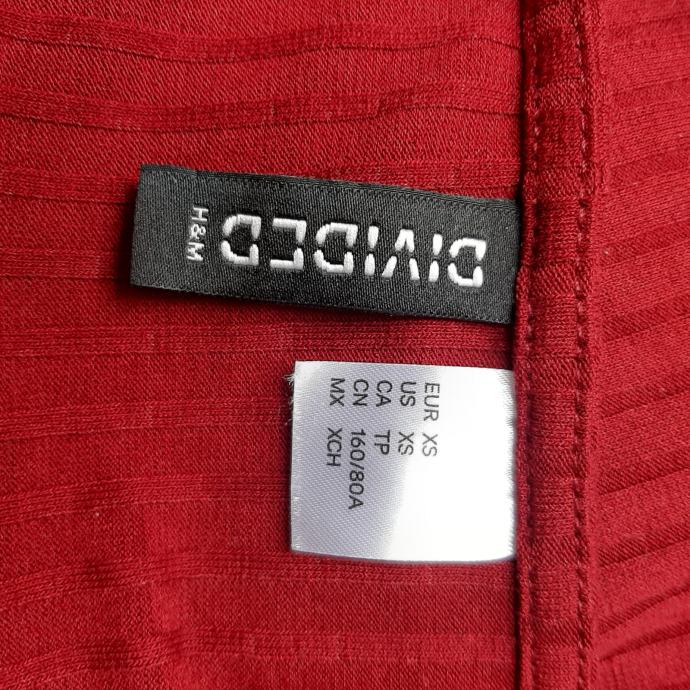 DIVIDED
H&M
EUR XS
US XS
CA TP
CN 160/80A
MX XCH